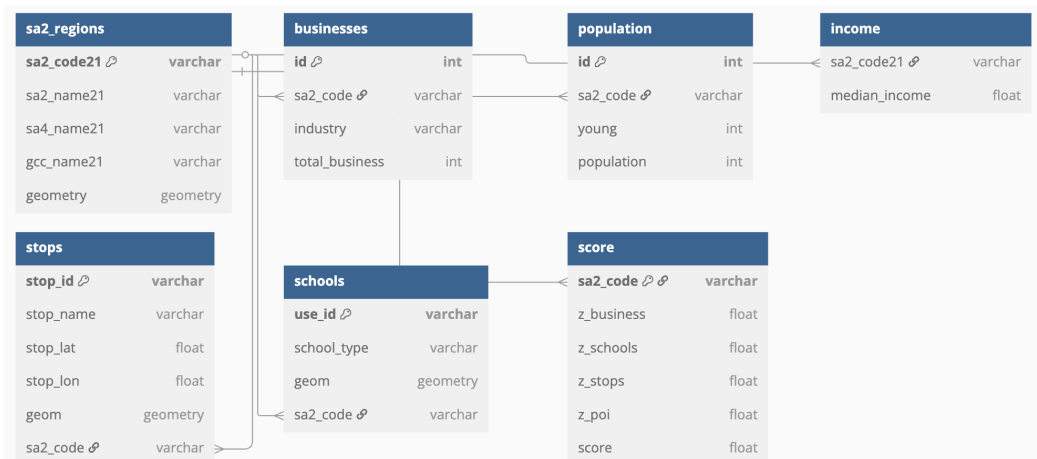 sa2_regions
sa2_code21 varchar
sa2_name21 varchar
sa4_name21 varchar
gcc_name21 varchar
geometry geometry
businesses
id int
sa2_code varchar
industry varchar
total_business int
population
id int
sa2_code varchar
young int
population int
income
sa2_code21 varchar
median_income float
stops
stop_id varchar
stop_name varchar
stop_lat float
stop_lon float
geom geometry
sa2_code varchar
schools
use_id varchar
school_type varchar
geom geometry
sa2_code varchar
score
sa2_code varchar
z_business float
z_schools float
z_stops float
z_poi float
score float